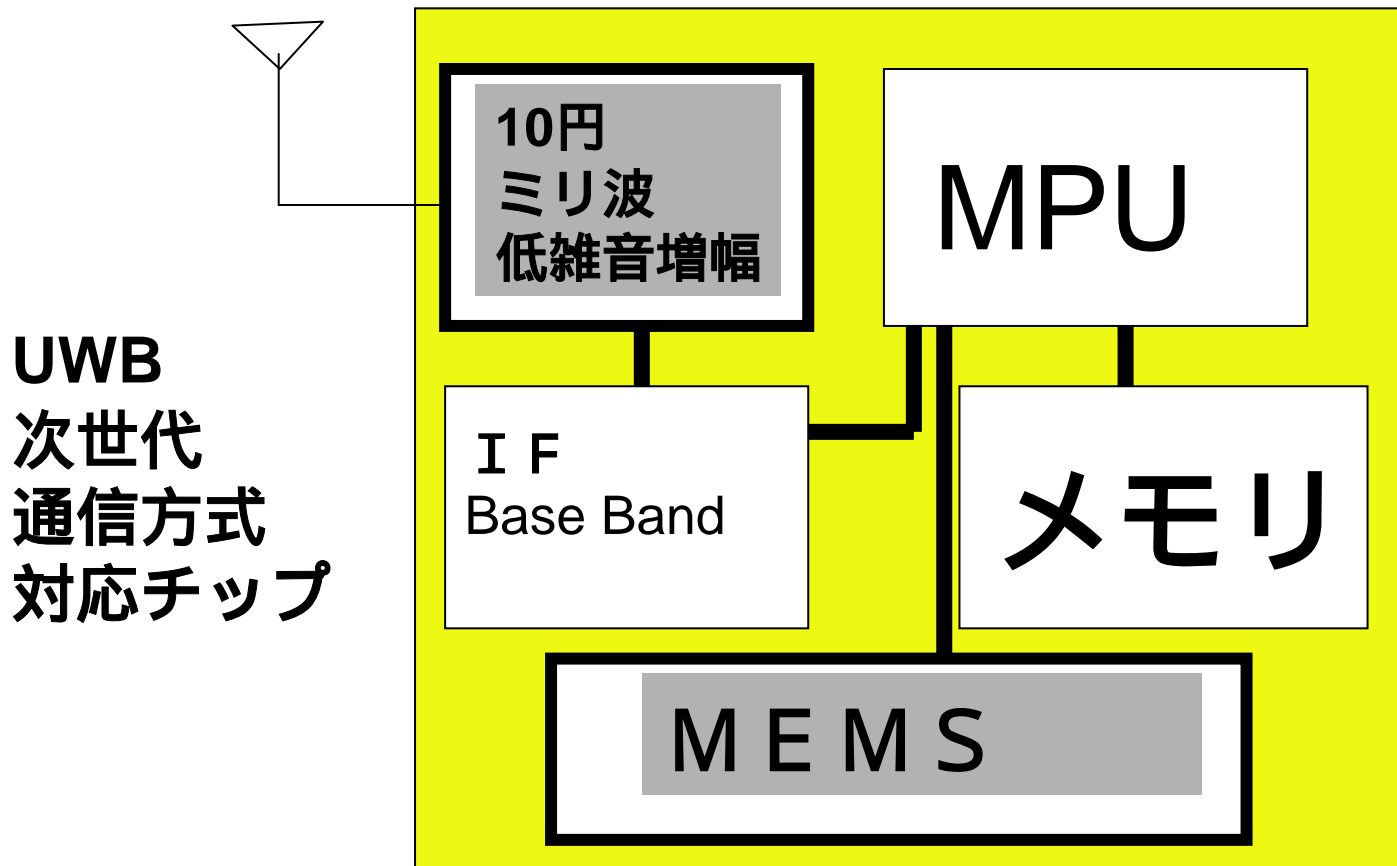 10円
ミリ波
低雑音増幅
MPU
UWB
次世代
通信方式
対応チップ
ＩＦ
Base Band
メモリ
ＭＥＭＳ